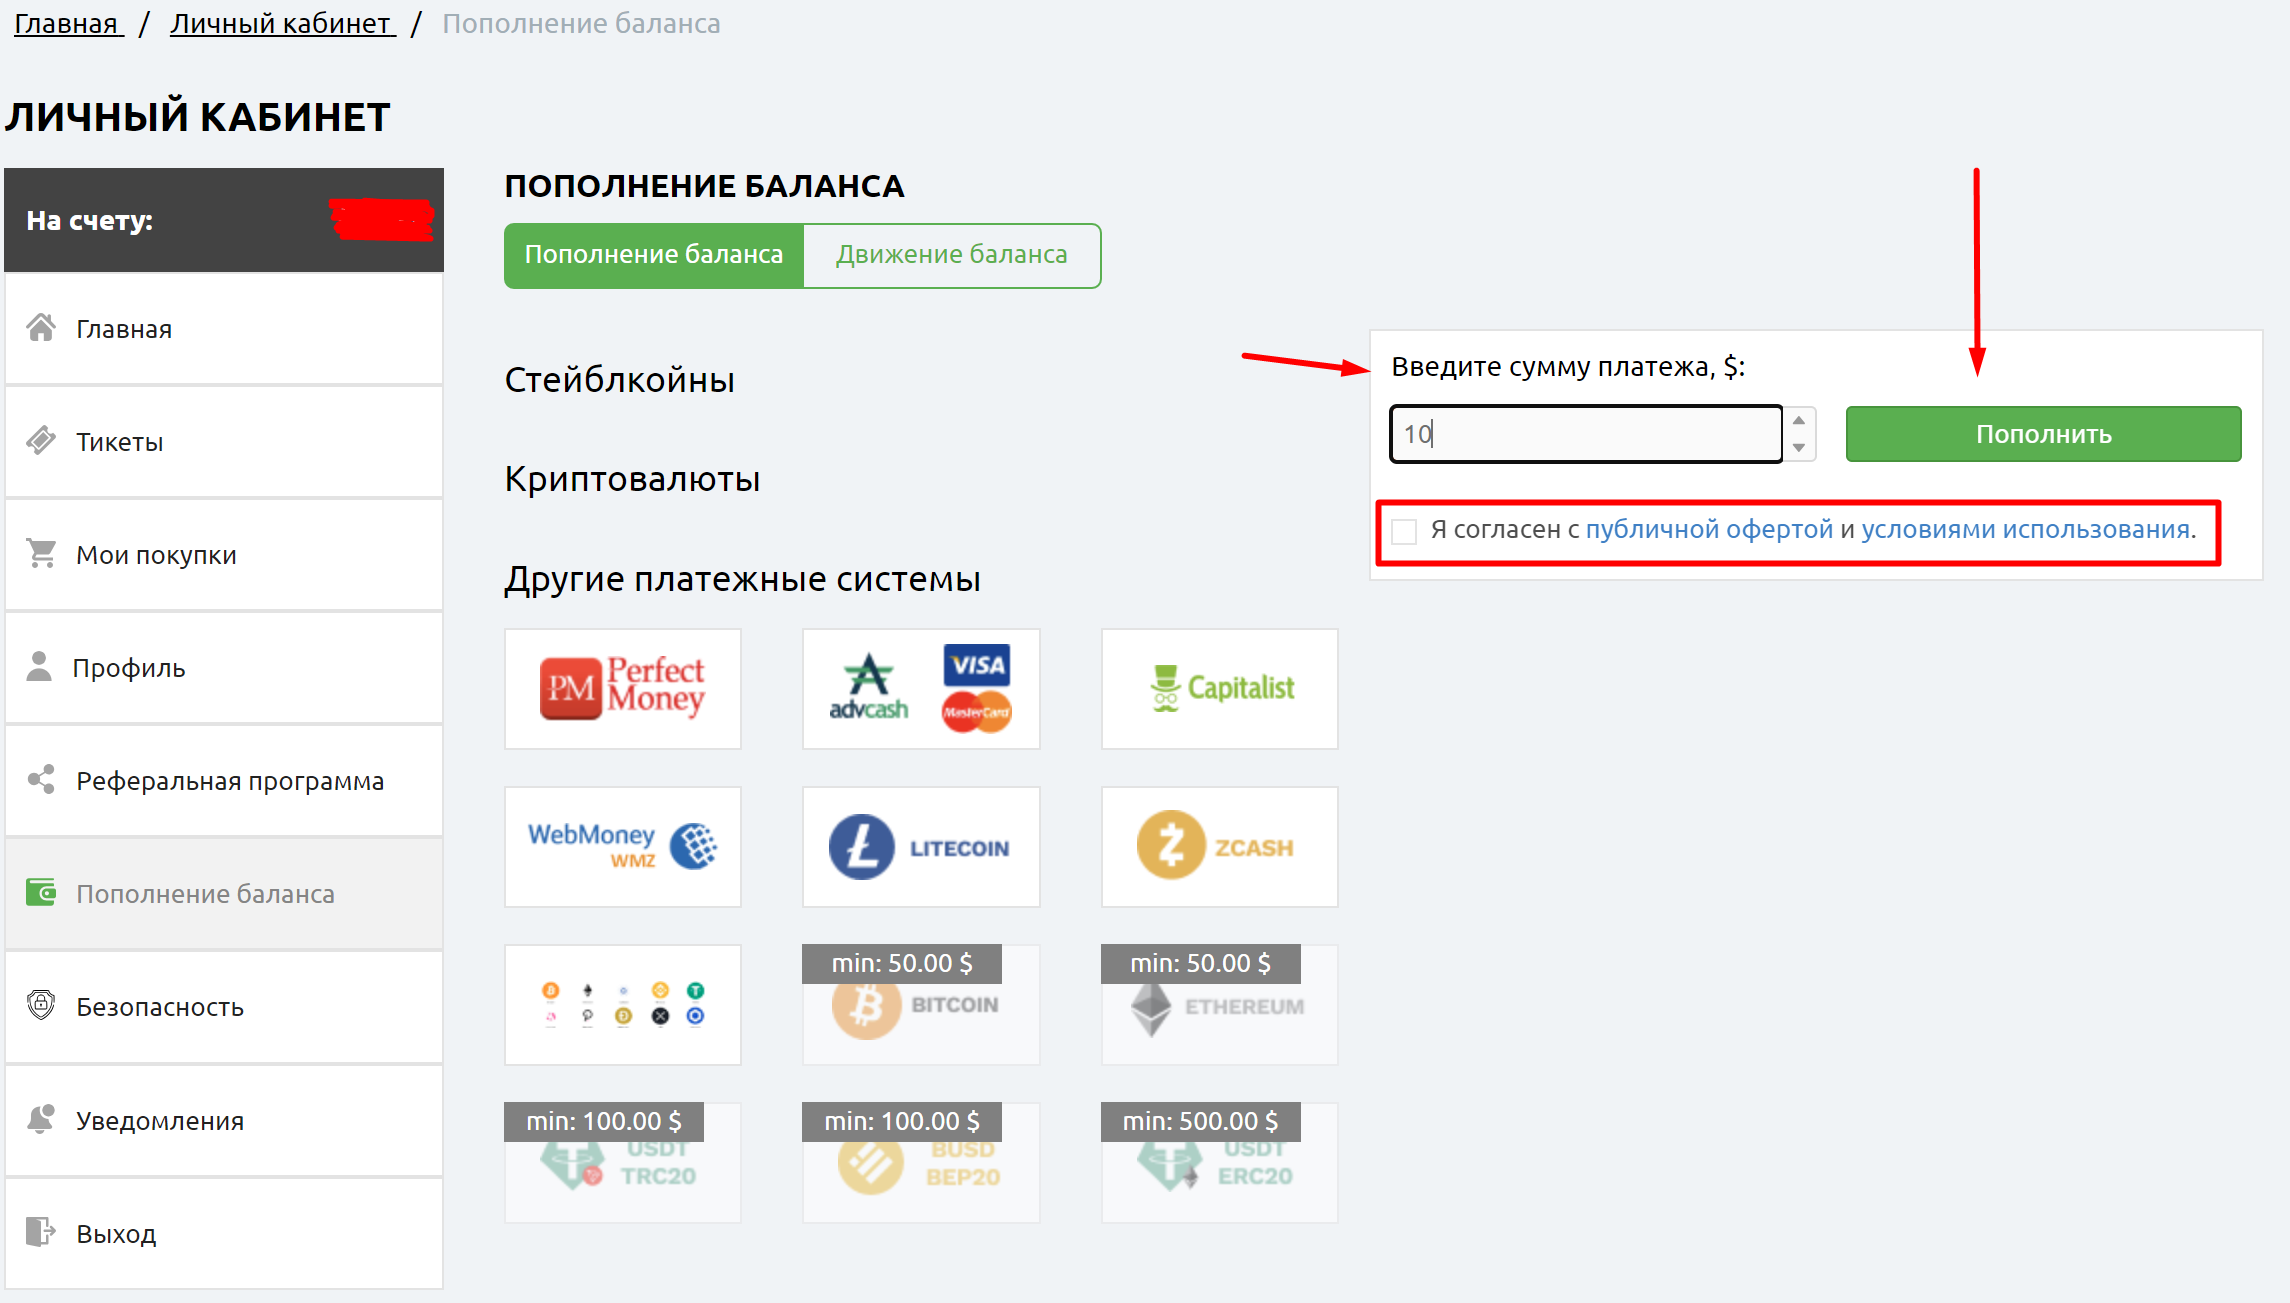 Главная / Личный кабинет / Пополнение баланса
ЛИЧНЫЙ КАБИНЕТ
На счету:
Главная
Тикеты
Мои покупки
Профиль
Реферальная программа
Пополнение баланса
Безопасность
Уведомления
Выход
ПОПОЛНЕНИЕ БАЛАНСА
Пополнение баланса
Движение баланса
Стейблкойны
Криптовалюты
Другие платежные системы
PM Perfect Money
advcash VISA MasterCard
Capitalist
WebMoney WMZ
LITECOIN
ZCASH
min: 50.00 $
BITCOIN
min: 50.00 $
ETHEREUM
min: 100.00 $
USDT
TRC20
min: 100.00 $
BUSD
BEP20
min: 500.00 $
USDT
ERC20
Введите сумму платежа, $:
10
Пополнить
Я согласен с публичной офертой и условиями использования.